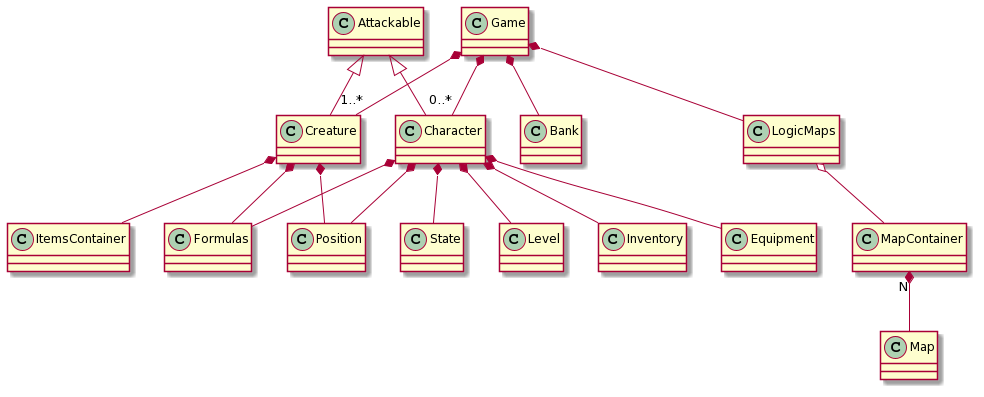 C Attackable
C Game
1..*
0..*
C Creature
C Character
C Bank
C LogicMaps
C ItemsContainer
C Formulas
C Position
C State
C Level
C Inventory
C Equipment
C MapContainer
N
C Map